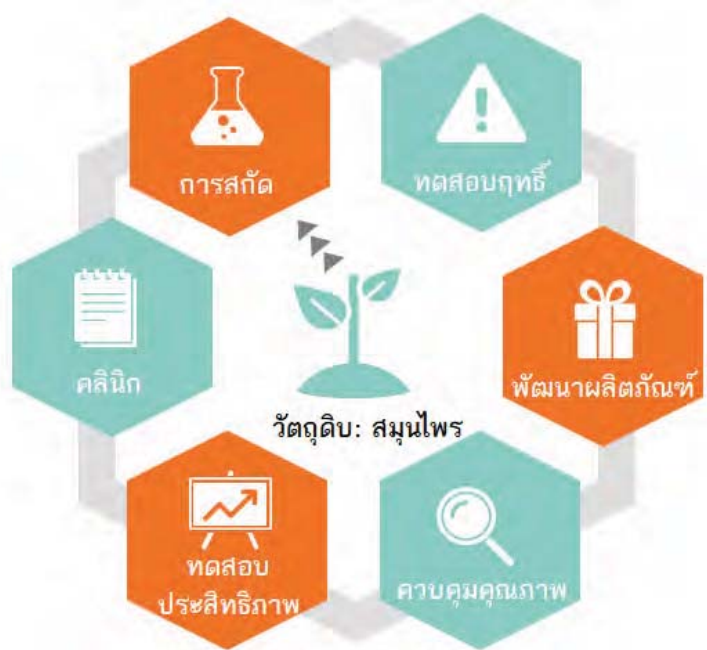 การสกัด
ทดสอบฤทธิ์
คลินิก
พัฒนาผลิตภัณฑ์
วัตถุดิบ: สมุนไพร
ทดสอบ
ประสิทธิภาพ
ควบคุมคุณภาพ